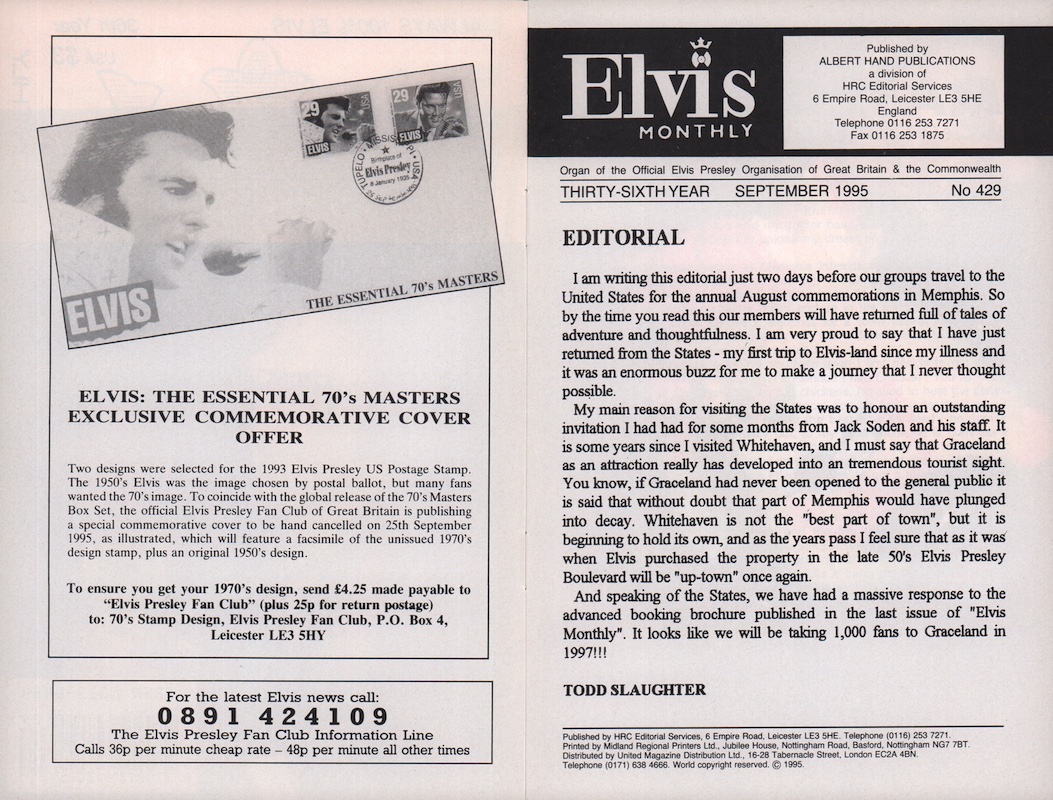 29
USA
ELVIS
29
USA
ELVIS
TUPELO • MISSISSIPPI • USA
Birthplace of
Elvis Presley
8 January 1935
ELVIS
THE ESSENTIAL 70's MASTERS
ELVIS: THE ESSENTIAL 70's MASTERS
EXCLUSIVE COMMEMORATIVE COVER
OFFER
Two designs were selected for the 1993 Elvis Presley US Postage Stamp.
The 1950's Elvis was the image chosen by postal ballot, but many fans
wanted the 70's image. To coincide with the global release of the 70's Masters
Box Set, the official Elvis Presley Fan Club of Great Britain is publishing
a special commemorative cover to be hand cancelled on 25th September
1995, as illustrated, which will feature a facsimile of the unissued 1970's
design stamp, plus an original 1950's design.
To ensure you get your 1970's design, send £4.25 made payable to
“Elvis Presley Fan Club” (plus 25p for return postage)
to: 70's Stamp Design, Elvis Presley Fan Club, P.O. Box 4,
Leicester LE3 5HY
For the latest Elvis news call:
0891 424109
The Elvis Presley Fan Club Information Line
Calls 36p per minute cheap rate – 48p per minute all other times
Elvis
MONTHLY
Published by
ALBERT HAND PUBLICATIONS
a division of
HRC Editorial Services
6 Empire Road, Leicester LE3 5HE
England
Telephone 0116 253 7271
Fax 0116 253 1875
Organ of the Official Elvis Presley Organisation of Great Britain & the Commonwealth
THIRTY-SIXTH YEAR SEPTEMBER 1995 No 429
EDITORIAL
I am writing this editorial just two days before our groups travel to the
United States for the annual August commemorations in Memphis. So
by the time you read this our members will have returned full of tales of
adventure and thoughtfulness. I am very proud to say that I have just
returned from the States - my first trip to Elvis-land since my illness and
it was an enormous buzz for me to make a journey that I never thought
possible.
My main reason for visiting the States was to honour an outstanding
invitation I had had for some months from Jack Soden and his staff. It
is some years since I visited Whitehaven, and I must say that Graceland
as an attraction really has developed into an tremendous tourist sight.
You know, if Graceland had never been opened to the general public it
is said that without doubt that part of Memphis would have plunged
into decay. Whitehaven is not the "best part of town", but it is
beginning to hold its own, and as the years pass I feel sure that as it was
when Elvis purchased the property in the late 50's Elvis Presley
Boulevard will be "up-town" once again.
And speaking of the States, we have had a massive response to the
advanced booking brochure published in the last issue of "Elvis
Monthly". It looks like we will be taking 1,000 fans to Graceland in
1997!!!
TODD SLAUGHTER
Published by HRC Editorial Services, 6 Empire Road, Leicester LE3 5HE. Telephone (0116) 253 7271.
Printed by Midland Regional Printers Ltd., Jubilee House, Nottingham Road, Basford, Nottingham NG7 7BT.
Distributed by United Magazine Distribution Ltd., 16-28 Tabernacle Street, London EC2A 4BN.
Telephone (0171) 638 4666. World copyright reserved. © 1995.